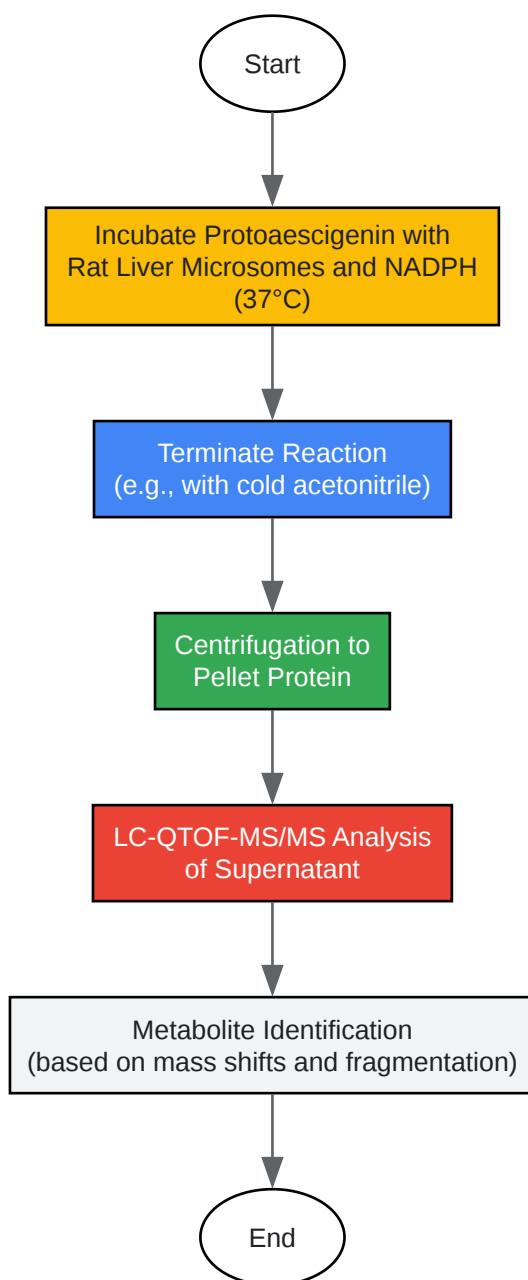 Start
Incubate Protoaescigenin with
Rat Liver Microsomes and NADPH
(37°C)
Terminate Reaction
(e.g., with cold acetonitrile)
Centrifugation to
Pellet Protein
LC-QTOF-MS/MS Analysis
of Supernatant
Metabolite Identification
(based on mass shifts and fragmentation)
End